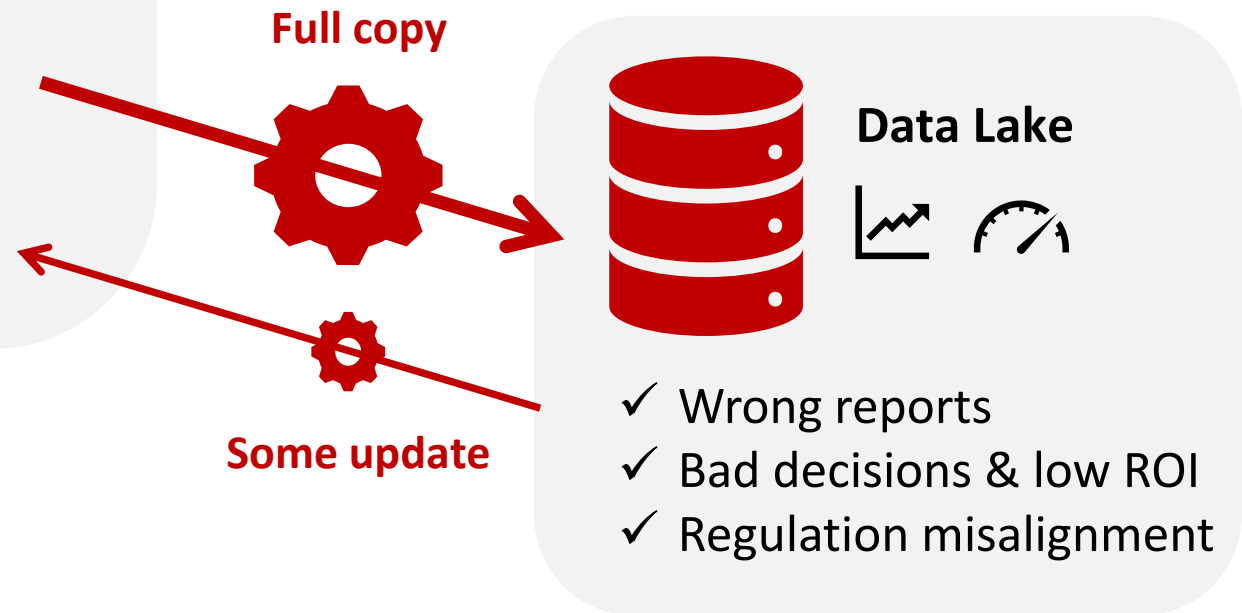 Full copy
Data Lake
Some update
✓ Wrong reports
✓ Bad decisions & low ROI
✓ Regulation misalignment